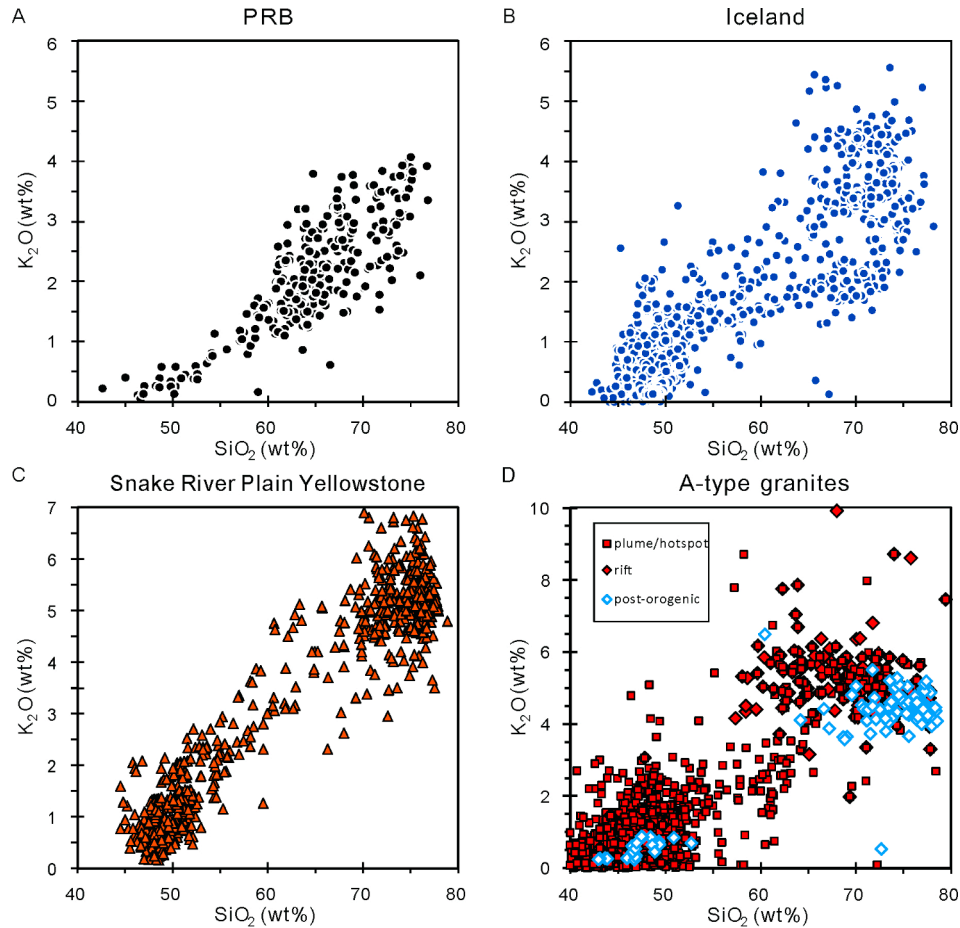 A
PRB
6
5
4
3
2
1
0
K₂O (wt%)
40
50
60
70
80
SiO₂ (wt%)
B
Iceland
6
5
4
3
2
1
0
K₂O (wt%)
40
50
60
70
80
SiO₂ (wt%)
C
Snake River Plain Yellowstone
7
6
5
4
3
2
1
0
K₂O (wt%)
40
50
60
70
80
SiO₂ (wt%)
D
A-type granites
10
8
6
4
2
0
K₂O (wt%)
plume/hotspot
rift
post-orogenic
40
50
60
70
80
SiO₂ (wt%)